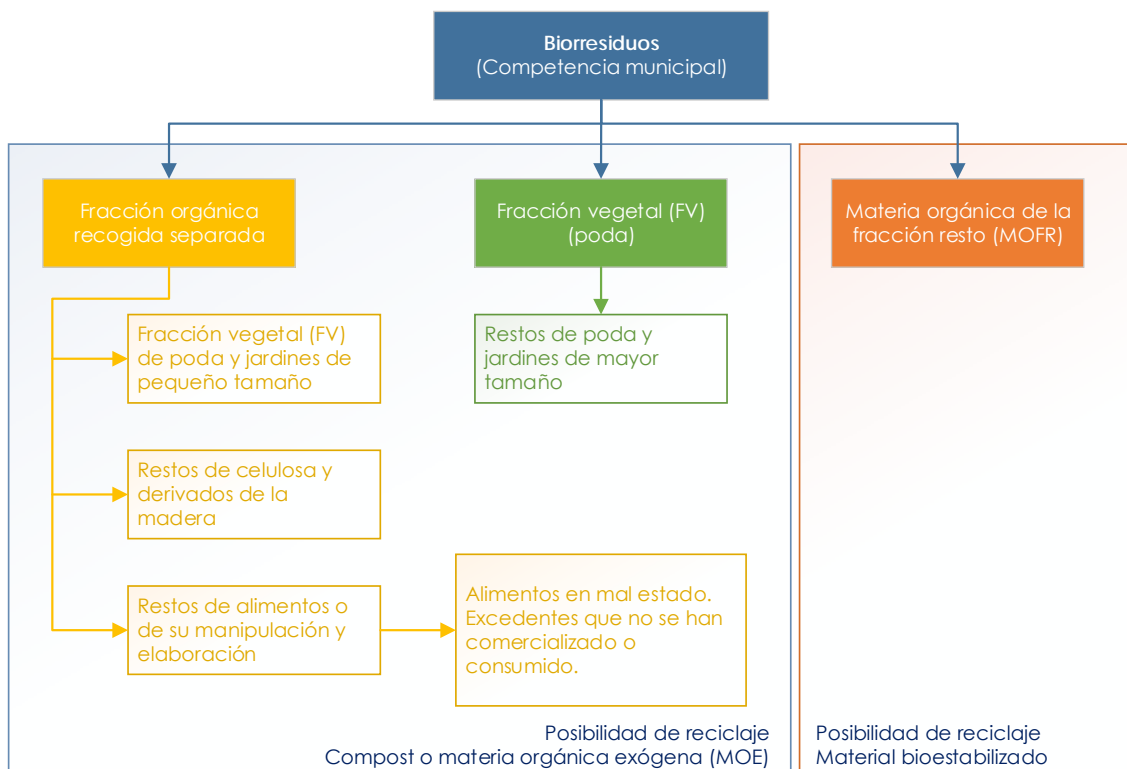 Biorresiduos
(Competencia municipal)
Fracción orgánica
recogida separada
Fracción vegetal (FV)
(poda)
Materia orgánica de la
fracción resto (MOFR)
Fracción vegetal (FV)
de poda y jardines de
pequeño tamaño
Restos de poda y
jardines de mayor
tamaño
Restos de celulosa y
derivados de la
madera
Restos de alimentos o
de su manipulación y
elaboración
Alimentos en mal estado.
Excedentes que no se han
comercializado o
consumido.
Posibilidad de reciclaje
Compost o materia orgánica exógena (MOE)
Posibilidad de reciclaje
Material bioestabilizado